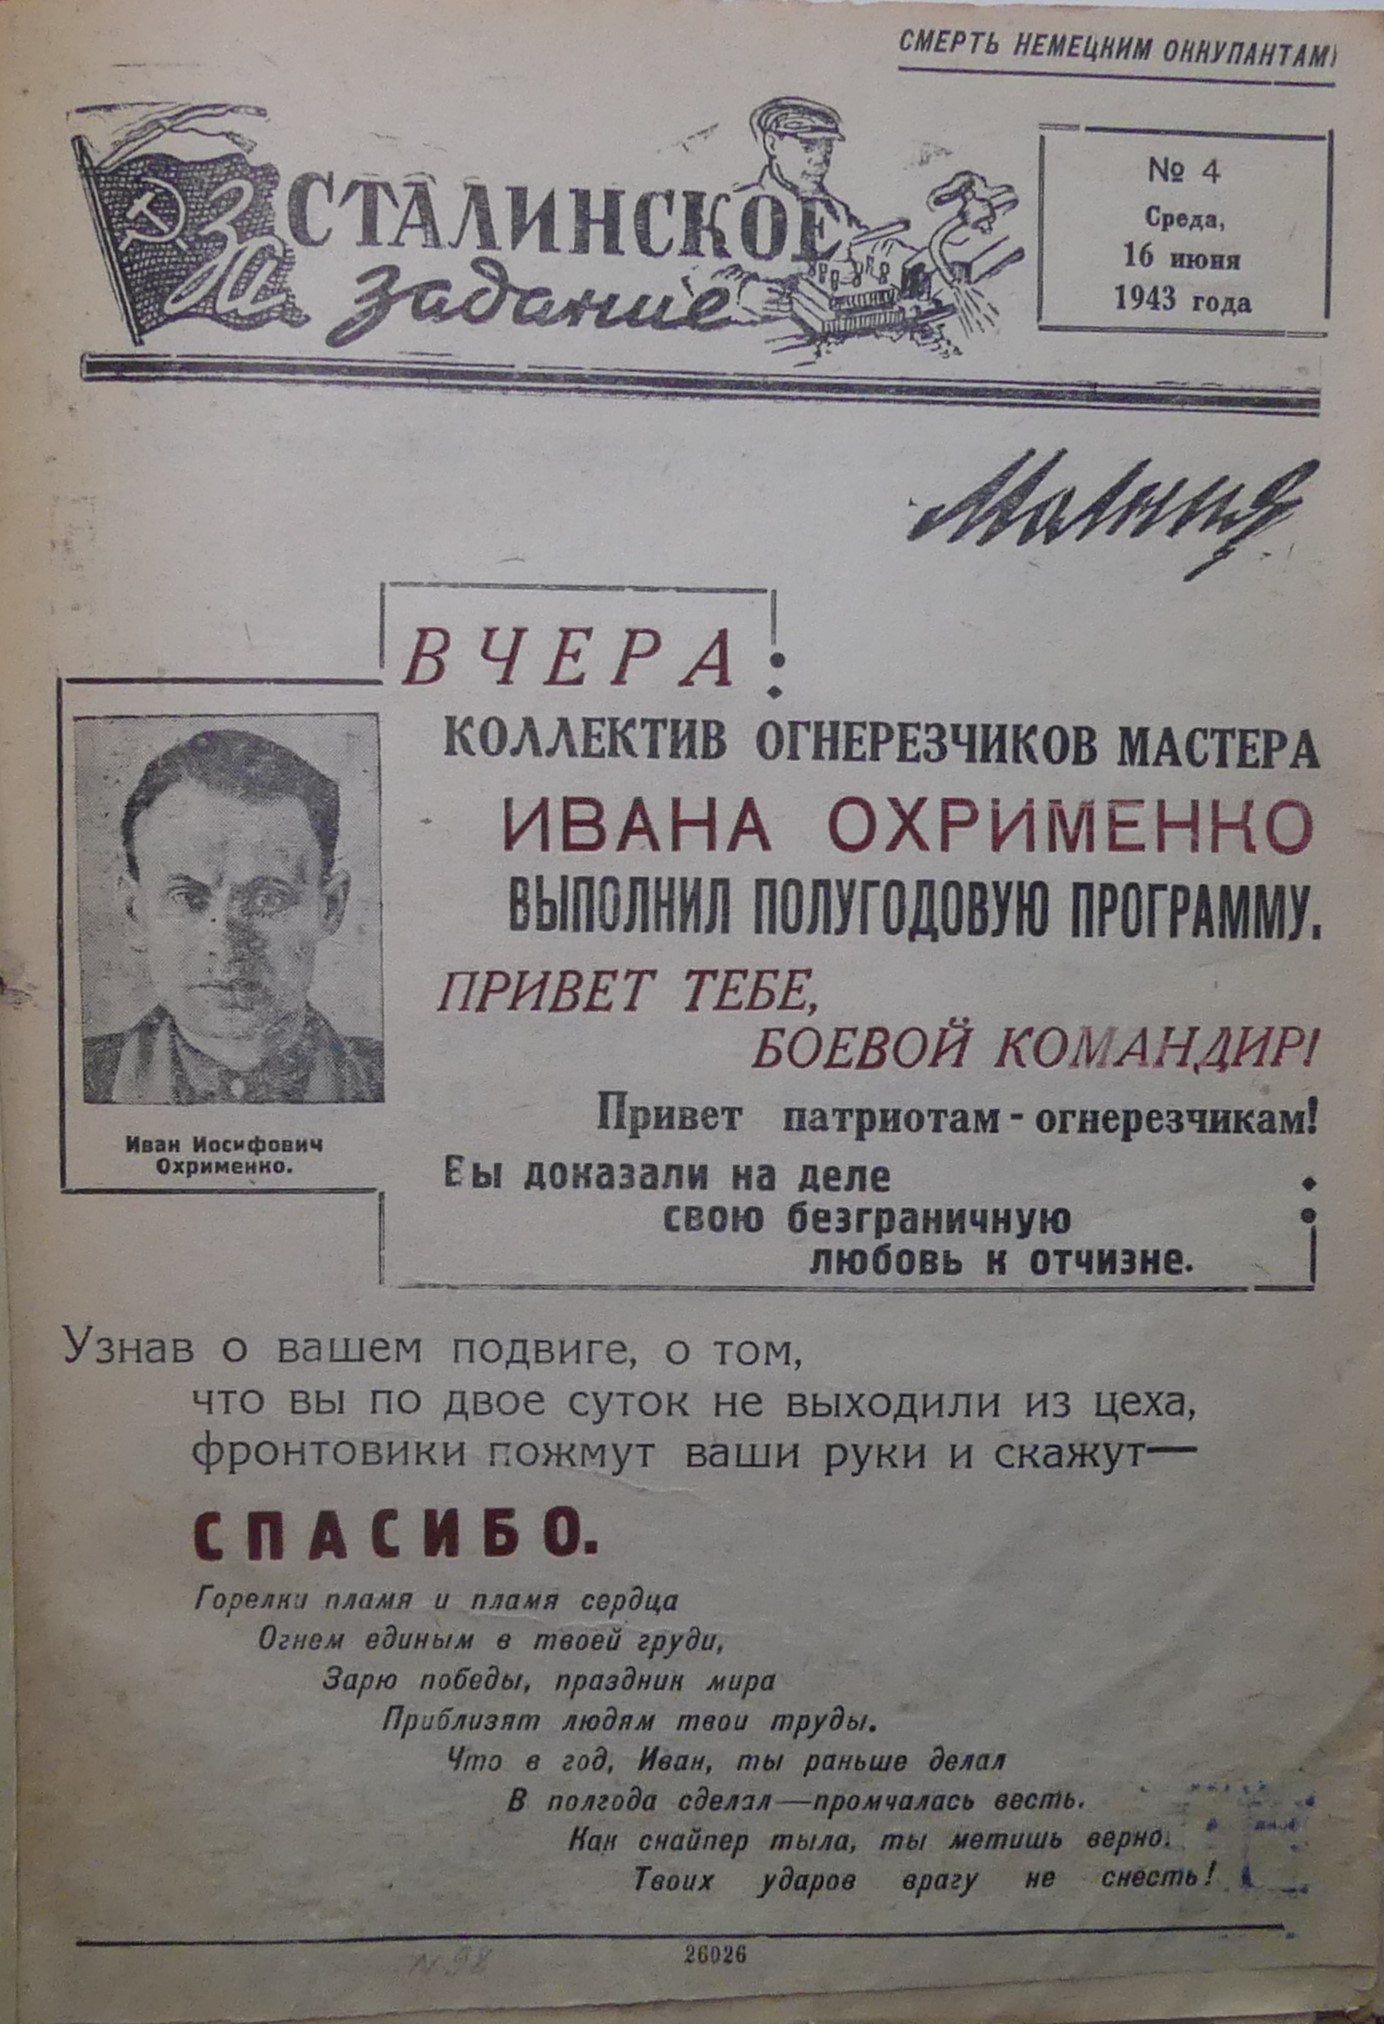 СМЕРТЬ НЕМЕЦКИМ ОККУПАНТАМ!
За СТАЛИНСКОЕ
задание
№ 4
Среда,
16 июня
1943 года
Молния
ВЧЕРА:
КОЛЛЕКТИВ ОГНЕРЕЗЧИКОВ МАСТЕРА
ИВАНА ОХРИМЕНКО
ВЫПОЛНИЛ ПОЛУГОДОВУЮ ПРОГРАММУ.
ПРИВЕТ ТЕБЕ,
БОЕВОЙ КОМАНДИР!
Привет патриотам - огнерезчикам!
Вы доказали на деле
свою безграничную
любовь к отчизне.
Иван Иосифович
Охрименко.
Узнав о вашем подвиге, о том,
что вы по двое суток не выходили из цеха,
фронтовики пожмут ваши руки и скажут—
СПАСИБО.
Горелки пламя и пламя сердца
Огнем единым в твоей груди,
Зарю победы, праздник мира
Приблизят людям твои труды.
Что в год, Иван, ты раньше делал
В полгода сделал—промчалась весть.
Как снайпер тыла, ты метишь верно.
Твоих ударов врагу не снесть!
26026
N 98